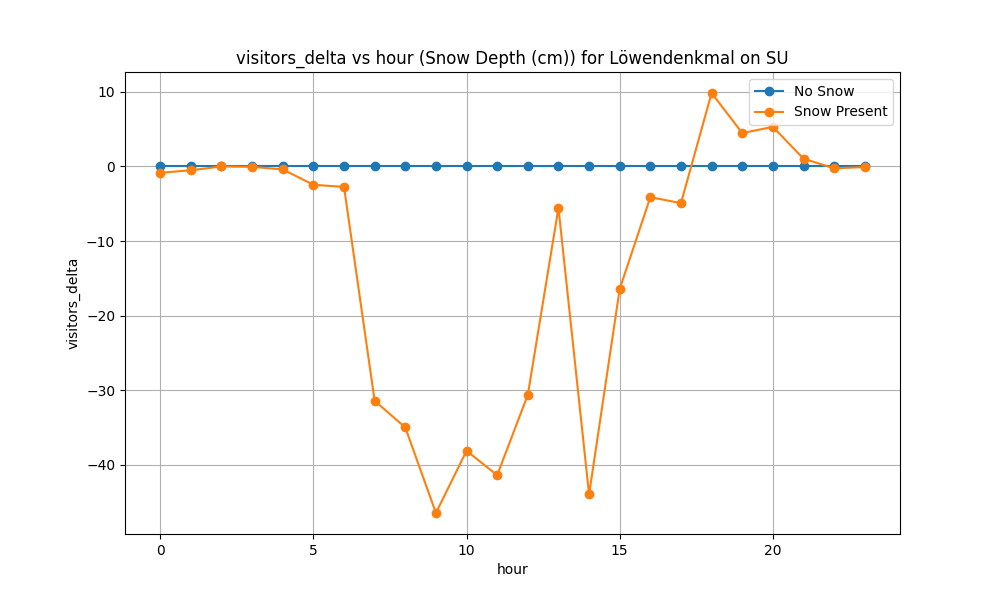 visitors_delta vs hour (Snow Depth (cm)) for Löwendenkmal on SU
No Snow
Snow Present
10
0
−10
−20
−30
−40
visitors_delta
0 5 10 15 20
hour